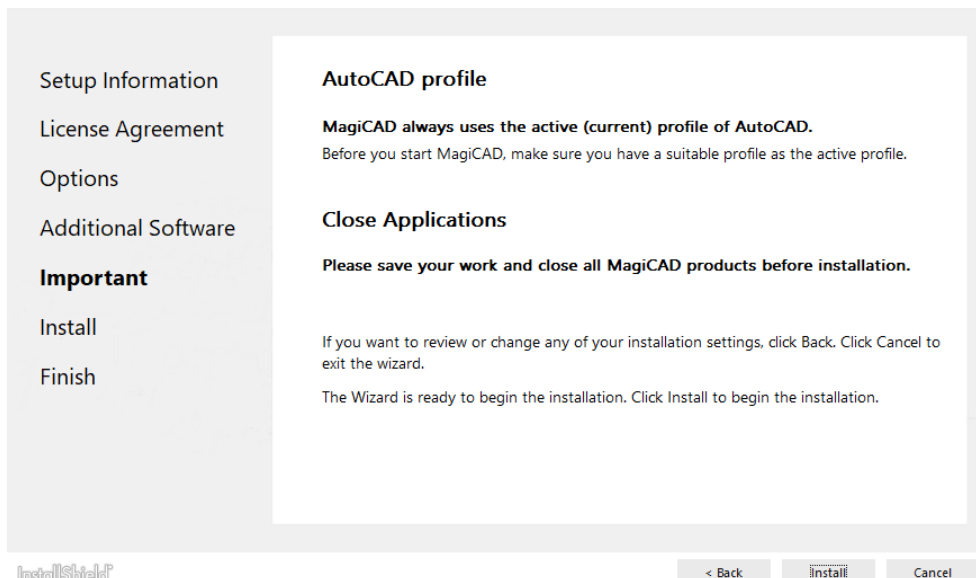 Setup Information
License Agreement
Options
Additional Software
Important
Install
Finish
AutoCAD profile
MagiCAD always uses the active (current) profile of AutoCAD.
Before you start MagiCAD, make sure you have a suitable profile as the active profile.
Close Applications
Please save your work and close all MagiCAD products before installation.
If you want to review or change any of your installation settings, click Back. Click Cancel to
exit the wizard.
The Wizard is ready to begin the installation. Click Install to begin the installation.
InstallShield
< Back
Install
Cancel